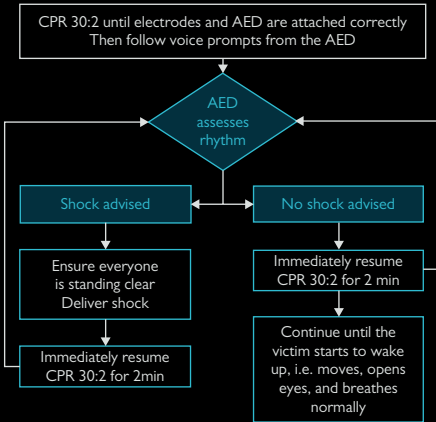 CPR 30:2 until electrodes and AED are attached correctly
Then follow voice prompts from the AED
AED
assesses
rhythm
Shock advised
No shock advised
Ensure everyone
is standing clear
Deliver shock
Immediately resume
CPR 30:2 for 2 min
Immediately resume
CPR 30:2 for 2min
Continue until the
victim starts to wake
up, i.e. moves, opens
eyes, and breathes
normally